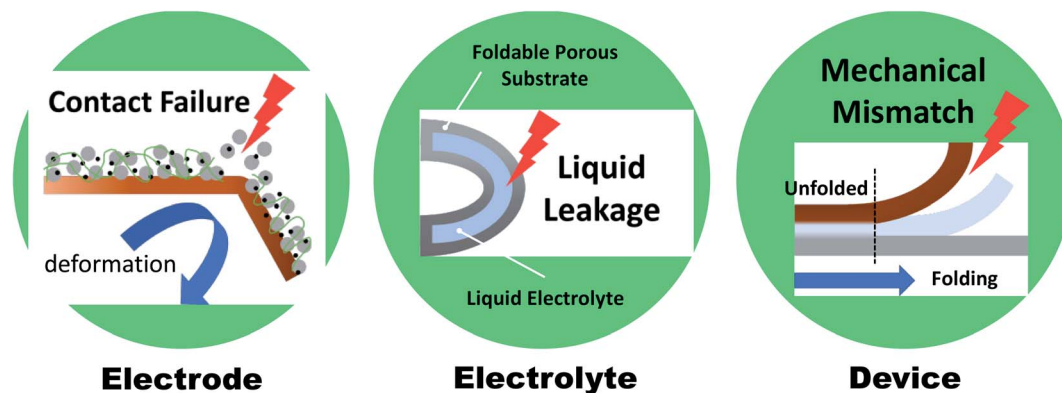 Contact Failure
deformation
Electrode
Foldable Porous
Substrate
Liquid
Leakage
Liquid Electrolyte
Electrolyte
Mechanical
Mismatch
Unfolded
Folding
Device